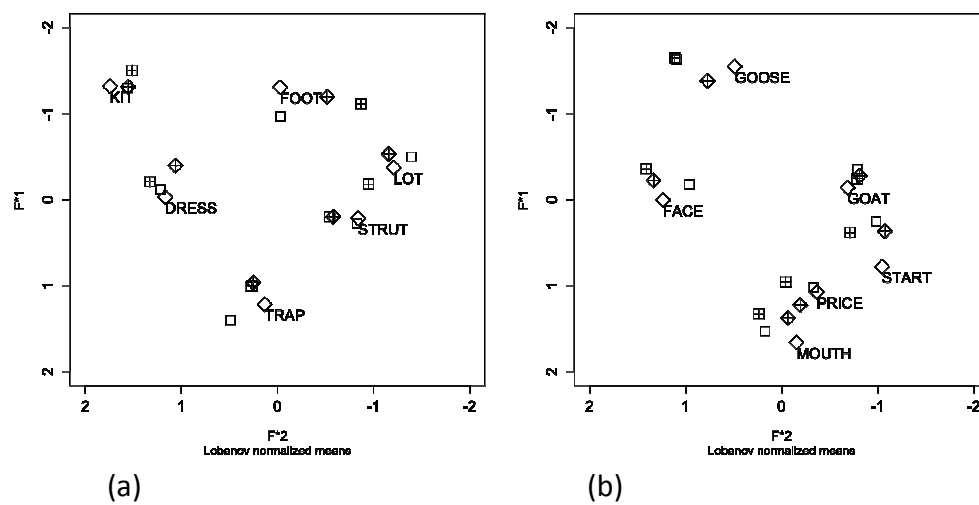 -2
-1
0
1
2
F*1
KIT
FOOT
LOT
DRESS
STRUT
TRAP
2
1
0
-1
-2
F*2
Lobanov normalized means
(a)
-2
-1
0
1
2
F*1
GOOSE
GOAT
FACE
START
PRICE
MOUTH
2
1
0
-1
-2
F*2
Lobanov normalized means
(b)